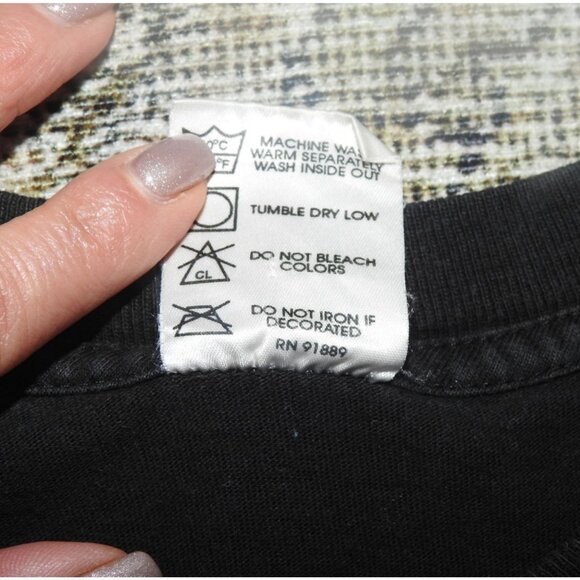 °C
°F
MACHINE
WARM SEPARATELY
WASH INSIDE OUT
TUMBLE DRY LOW
CL
DO NOT BLEACH
COLORS
DO NOT IRON IF
DECORATED
RN 91889